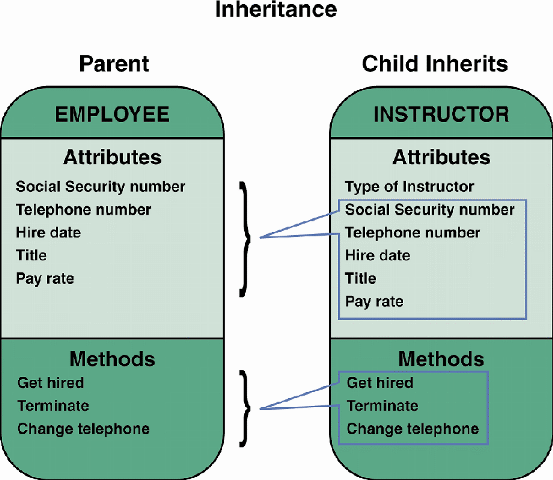 Inheritance
Parent
EMPLOYEE
Attributes
Social Security number
Telephone number
Hire date
Title
Pay rate
Methods
Get hired
Terminate
Change telephone
Child Inherits
INSTRUCTOR
Attributes
Type of Instructor
Social Security number
Telephone number
Hire date
Title
Pay rate
Methods
Get hired
Terminate
Change telephone